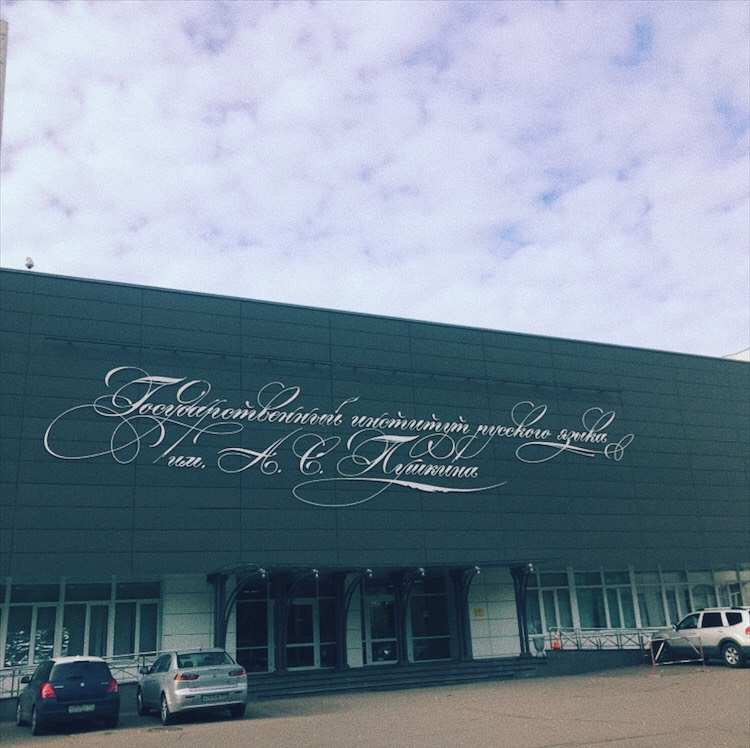 Государственный институт русского языка
им. А. С. Пушкина